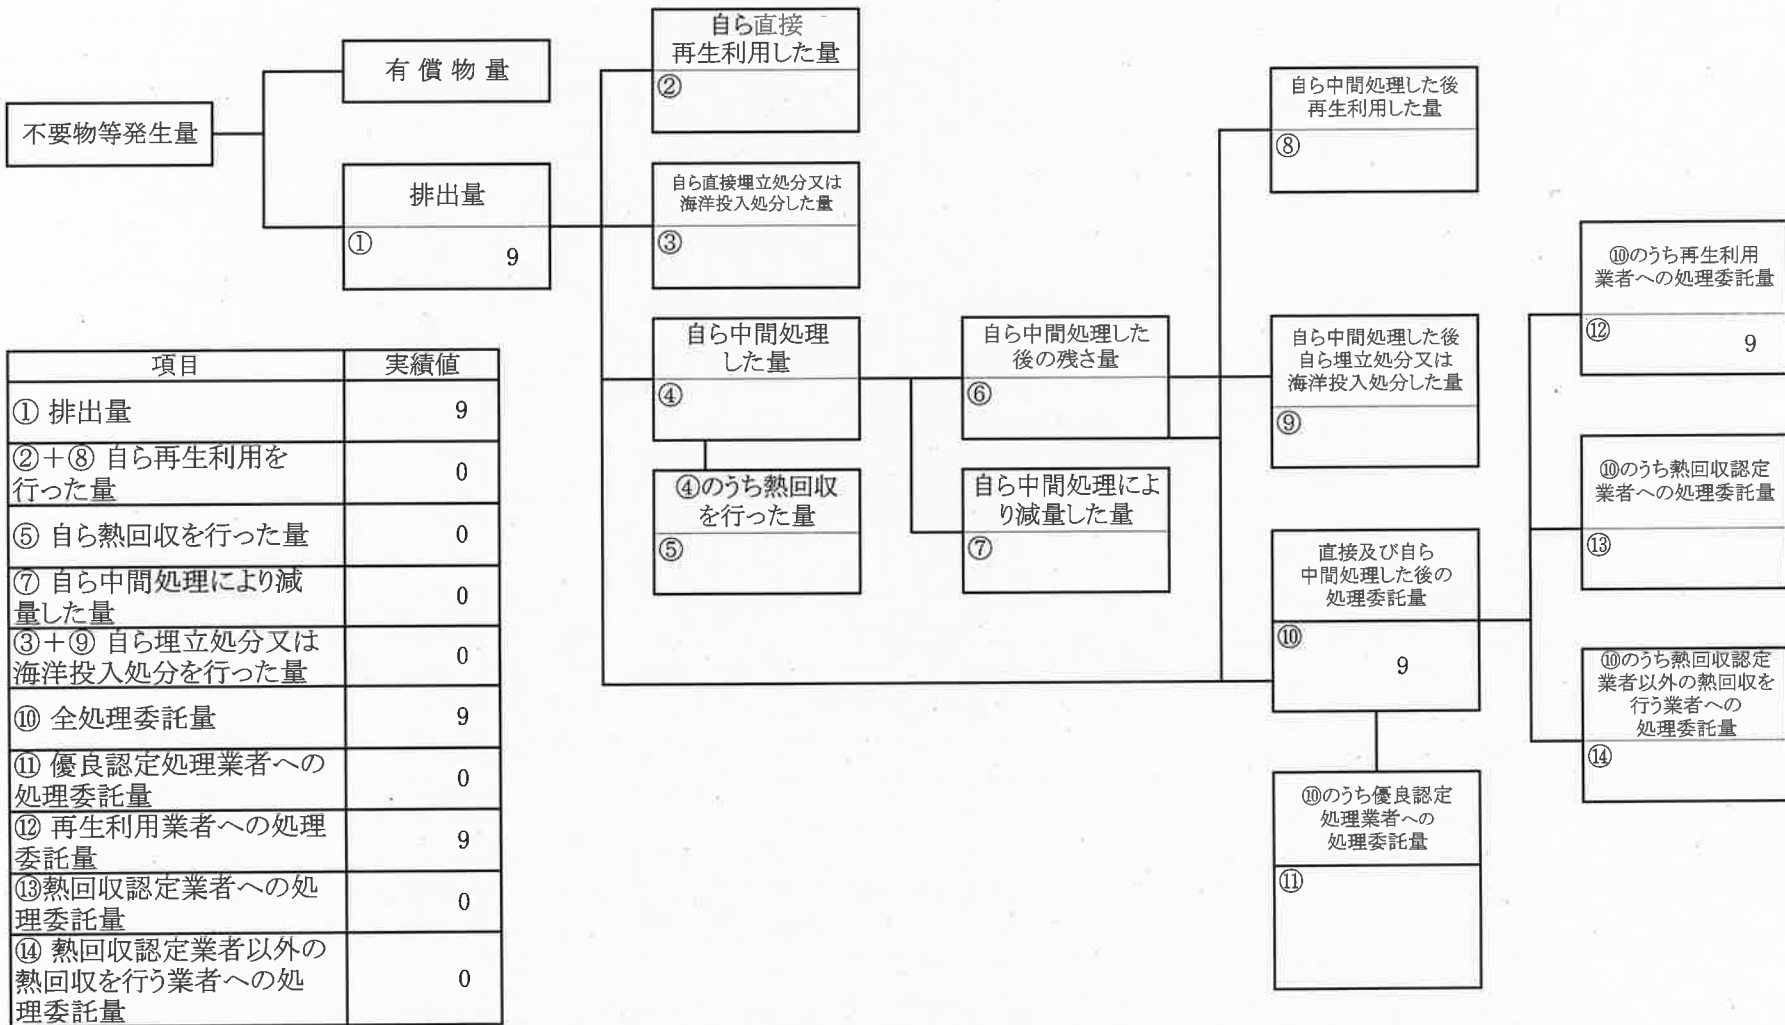 不要物等発生量
有償物量
排出量
①
9
自ら直接
再生利用した量
②
自ら直接埋立処分又は
海洋投入処分した量
③
自ら中間処理
した量
④
④のうち熱回収
を行った量
⑤
自ら中間処理した
後の残さ量
⑥
自ら中間処理によ
り減量した量
⑦
自ら中間処理した後
再生利用した量
⑧
自ら中間処理した後
自ら埋立処分又は
海洋投入処分した量
⑨
直接及び自ら
中間処理した後の
処理委託量
⑩
9
⑩のうち優良認定
処理業者への
処理委託量
⑪
⑩のうち再生利用
業者への処理委託量
⑫
9
⑩のうち熱回収認定
業者への処理委託量
⑬
⑩のうち熱回収認定
業者以外の熱回収を
行う業者への
処理委託量
⑭
項目 実績値
① 排出量 9
②＋⑧ 自ら再生利用を
行った量 0
⑤ 自ら熱回収を行った量 0
⑦ 自ら中間処理により減
量した量 0
③＋⑨ 自ら埋立処分又は
海洋投入処分を行った量 0
⑩ 全処理委託量 9
⑪ 優良認定処理業者への
処理委託量 0
⑫ 再生利用業者への処理
委託量 9
⑬熱回収認定業者への処
理委託量 0
⑭ 熱回収認定業者以外の
熱回収を行う業者への処
理委託量 0